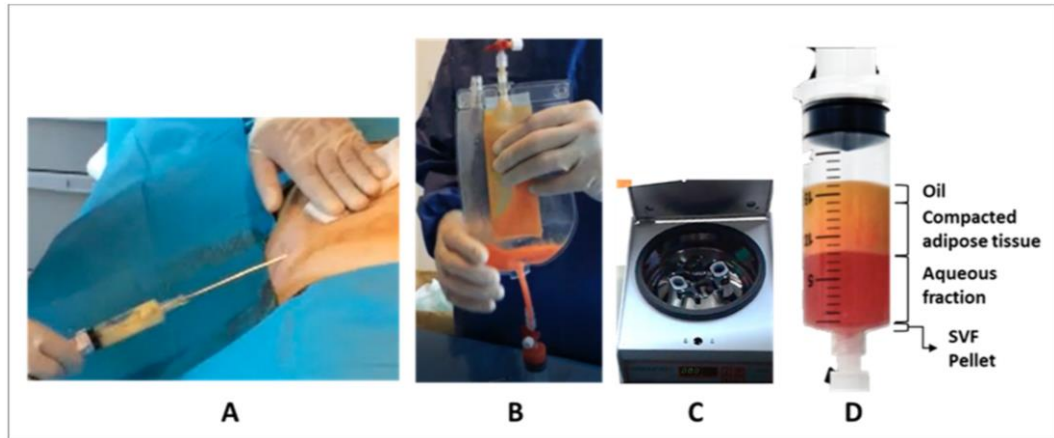 Oil
Compacted
adipose tissue
Aqueous
fraction
SVF
Pellet
A
B
C
D